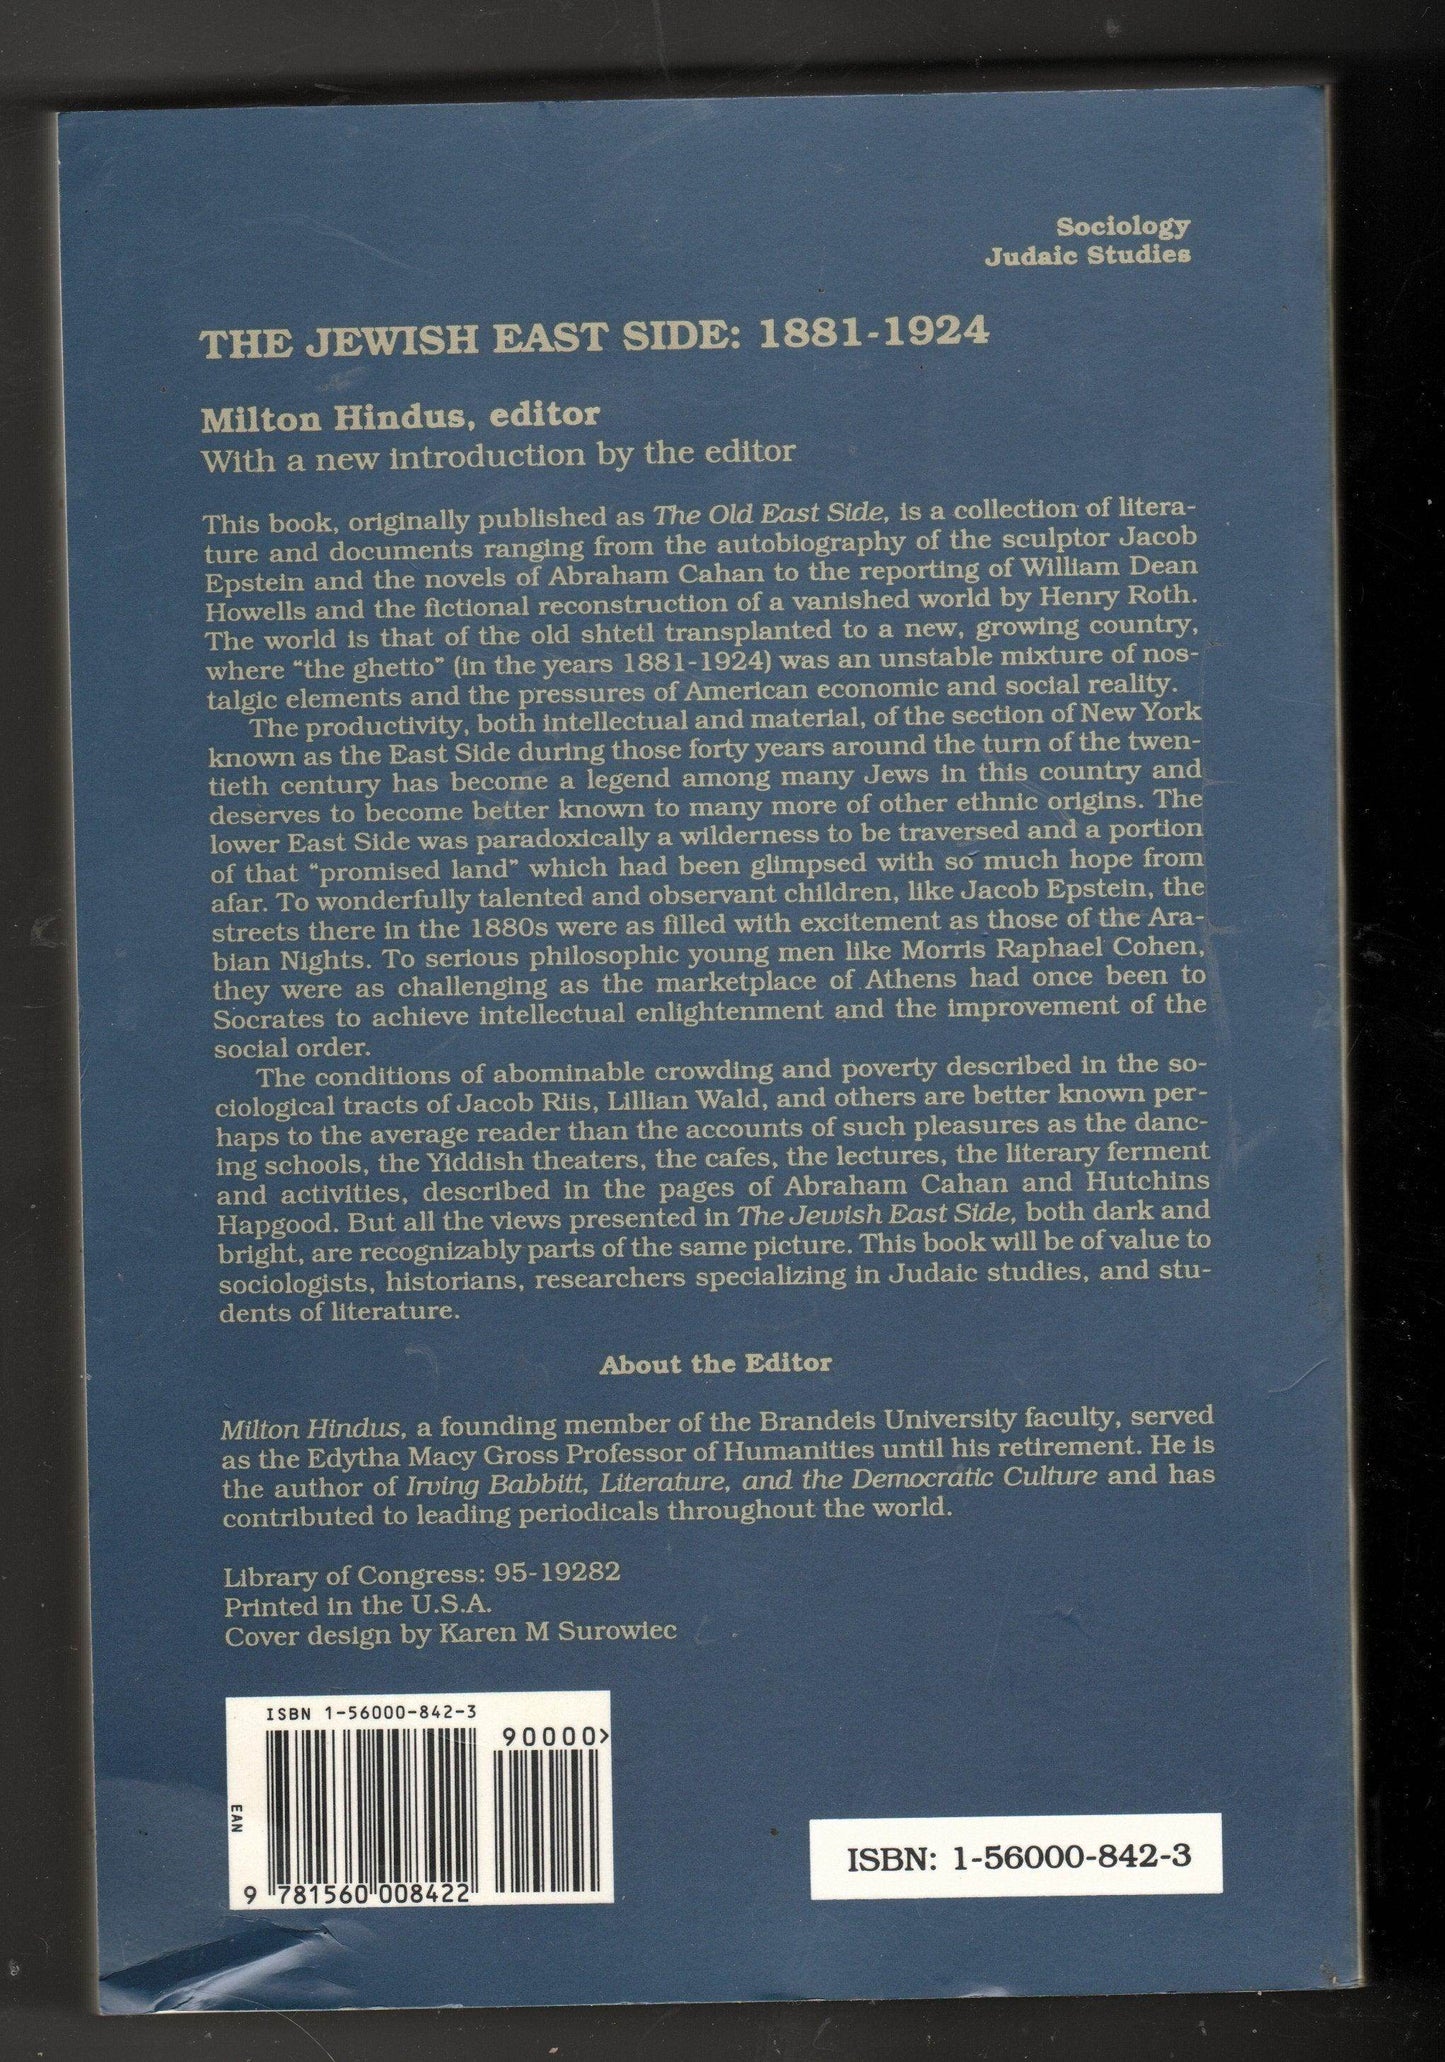 Sociology
Judaic Studies
THE JEWISH EAST SIDE: 1881-1924
Milton Hindus, editor
With a new introduction by the editor
This book, originally published as The Old East Side, is a collection of litera-
ture and documents ranging from the autobiography of the sculptor Jacob
Epstein and the novels of Abraham Cahan to the reporting of William Dean
Howells and the fictional reconstruction of a vanished world by Henry Roth.
The world is that of the old shtetl transplanted to a new, growing country,
where "the ghetto" (in the years 1881-1924) was an unstable mixture of nos-
talgic elements and the pressures of American economic and social reality.
The productivity, both intellectual and material, of the section of New York
known as the East Side during those forty years around the turn of the twen-
tieth century has become a legend among many Jews in this country and
deserves to become better known to many more of other ethnic origins. The
lower East Side was paradoxically a wilderness to be traversed and a portion
of that "promised land" which had been glimpsed with so much hope from
afar. To wonderfully talented and observant children, like Jacob Epstein, the
streets there in the 1880s were as filled with excitement as those of the Ara-
bian Nights. To serious philosophic young men like Morris Raphael Cohen,
they were as challenging as the marketplace of Athens had once been to
Socrates to achieve intellectual enlightenment and the improvement of the
social order.
The conditions of abominable crowding and poverty described in the so-
ciological tracts of Jacob Riis, Lillian Wald, and others are better known per-
haps to the average reader than the accounts of such pleasures as the danc-
ing schools, the Yiddish theaters, the cafes, the lectures, the literary ferment
and activities, described in the pages of Abraham Cahan and Hutchins
Hapgood. But all the views presented in The Jewish East Side, both dark and
bright, are recognizably parts of the same picture. This book will be of value to
sociologists, historians, researchers specializing in Judaic studies, and stu-
dents of literature.
About the Editor
Milton Hindus, a founding member of the Brandeis University faculty, served
as the Edytha Macy Gross Professor of Humanities until his retirement. He is
the author of Irving Babbitt, Literature, and the Democratic Culture and has
contributed to leading periodicals throughout the world.
Library of Congress: 95-19282
Printed in the U.S.A.
Cover design by Karen M Surowiec
ISBN 1-56000-842-3
90000>
EAN
9 781560 008422
ISBN: 1-56000-842-3